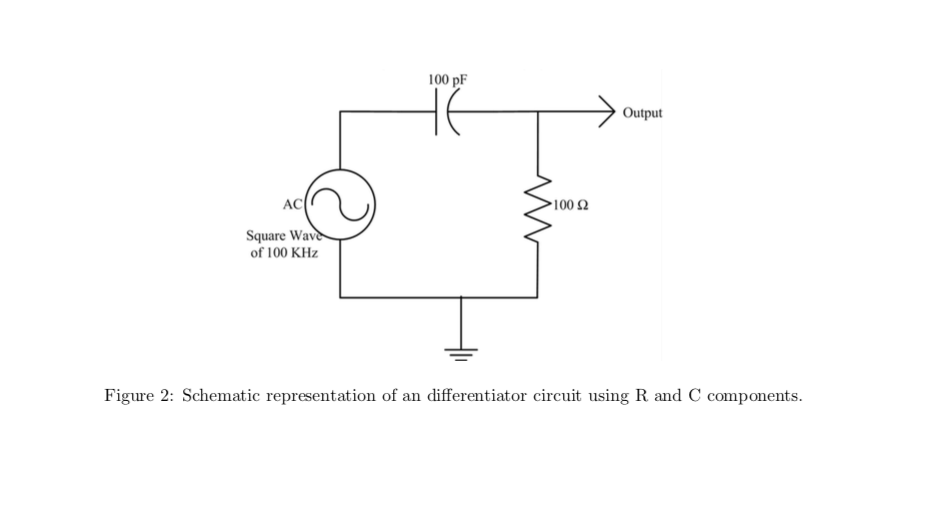 100 pF
Output
AC
100 Ω
Square Wave
of 100 KHz
Figure 2: Schematic representation of an differentiator circuit using R and C components.